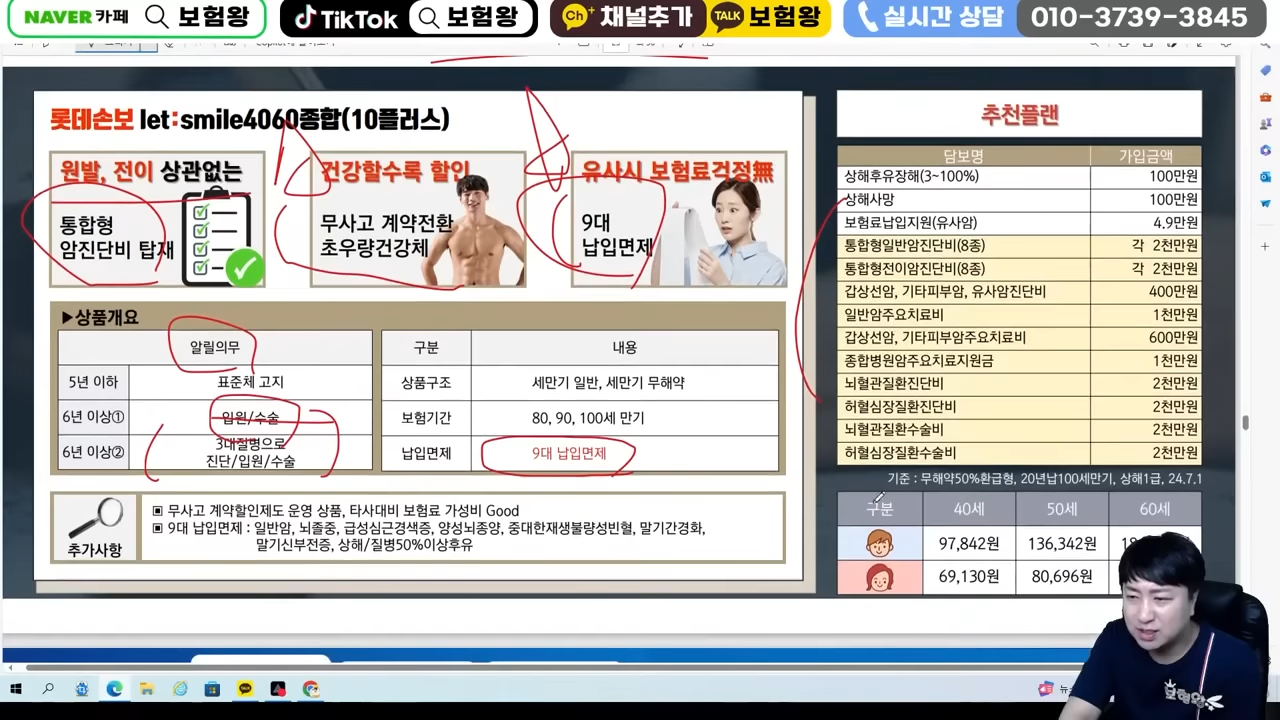 NAVER 카페 보험왕
TikTok 보험왕
Ch+ 채널추가 TALK 보험왕
실시간 상담 010-3739-3845
롯데손보 let:smile4060종합(10플러스)
원발, 전이 상관없는
통합형
암진단비 탑재
건강할수록 할인
무사고 계약전환
초우량건강체
유사시 보험료걱정無
9대
납입면제
▶상품개요
알릴의무
5년 이하 표준체 고지
6년 이상① 입원/수술
6년 이상② 3대질병으로
진단/입원/수술
구분 내용
상품구조 세만기 일반, 세만기 무해약
보험기간 80, 90, 100세 만기
납입면제 9대 납입면제
추가사항
▣ 무사고 계약할인제도 운영 상품, 타사대비 보험료 가성비 Good
▣ 9대 납입면제 : 일반암, 뇌졸중, 급성심근경색증, 양성뇌종양, 중대한재생불량성빈혈, 말기간경화,
말기신부전증, 상해/질병50%이상후유
추천플랜
담보명 가입금액
상해후유장해(3~100%) 100만원
상해사망 100만원
보험료납입지원(유사암) 4.9만원
통합형일반암진단비(8종) 각 2천만원
통합형전이암진단비(8종) 각 2천만원
갑상선암, 기타피부암, 유사암진단비 400만원
일반암주요치료비 1천만원
갑상선암, 기타피부암주요치료비 600만원
종합병원암주요치료지원금 1천만원
뇌혈관질환진단비 2천만원
허혈심장질환진단비 2천만원
뇌혈관질환수술비 2천만원
허혈심장질환수술비 2천만원
기준 : 무해약50%환급형, 20년납100세만기, 상해1급, 24.7.1
구분 40세 50세 60세
97,842원 136,342원
69,130원 80,696원
보험왕